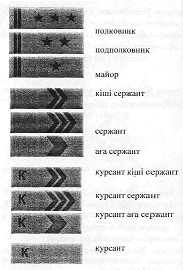 полковник
подполковник
майор
кіші сержант
сержант
аға сержант
К курсант кіші сержант
К курсант сержант
К курсант аға сержант
К курсант